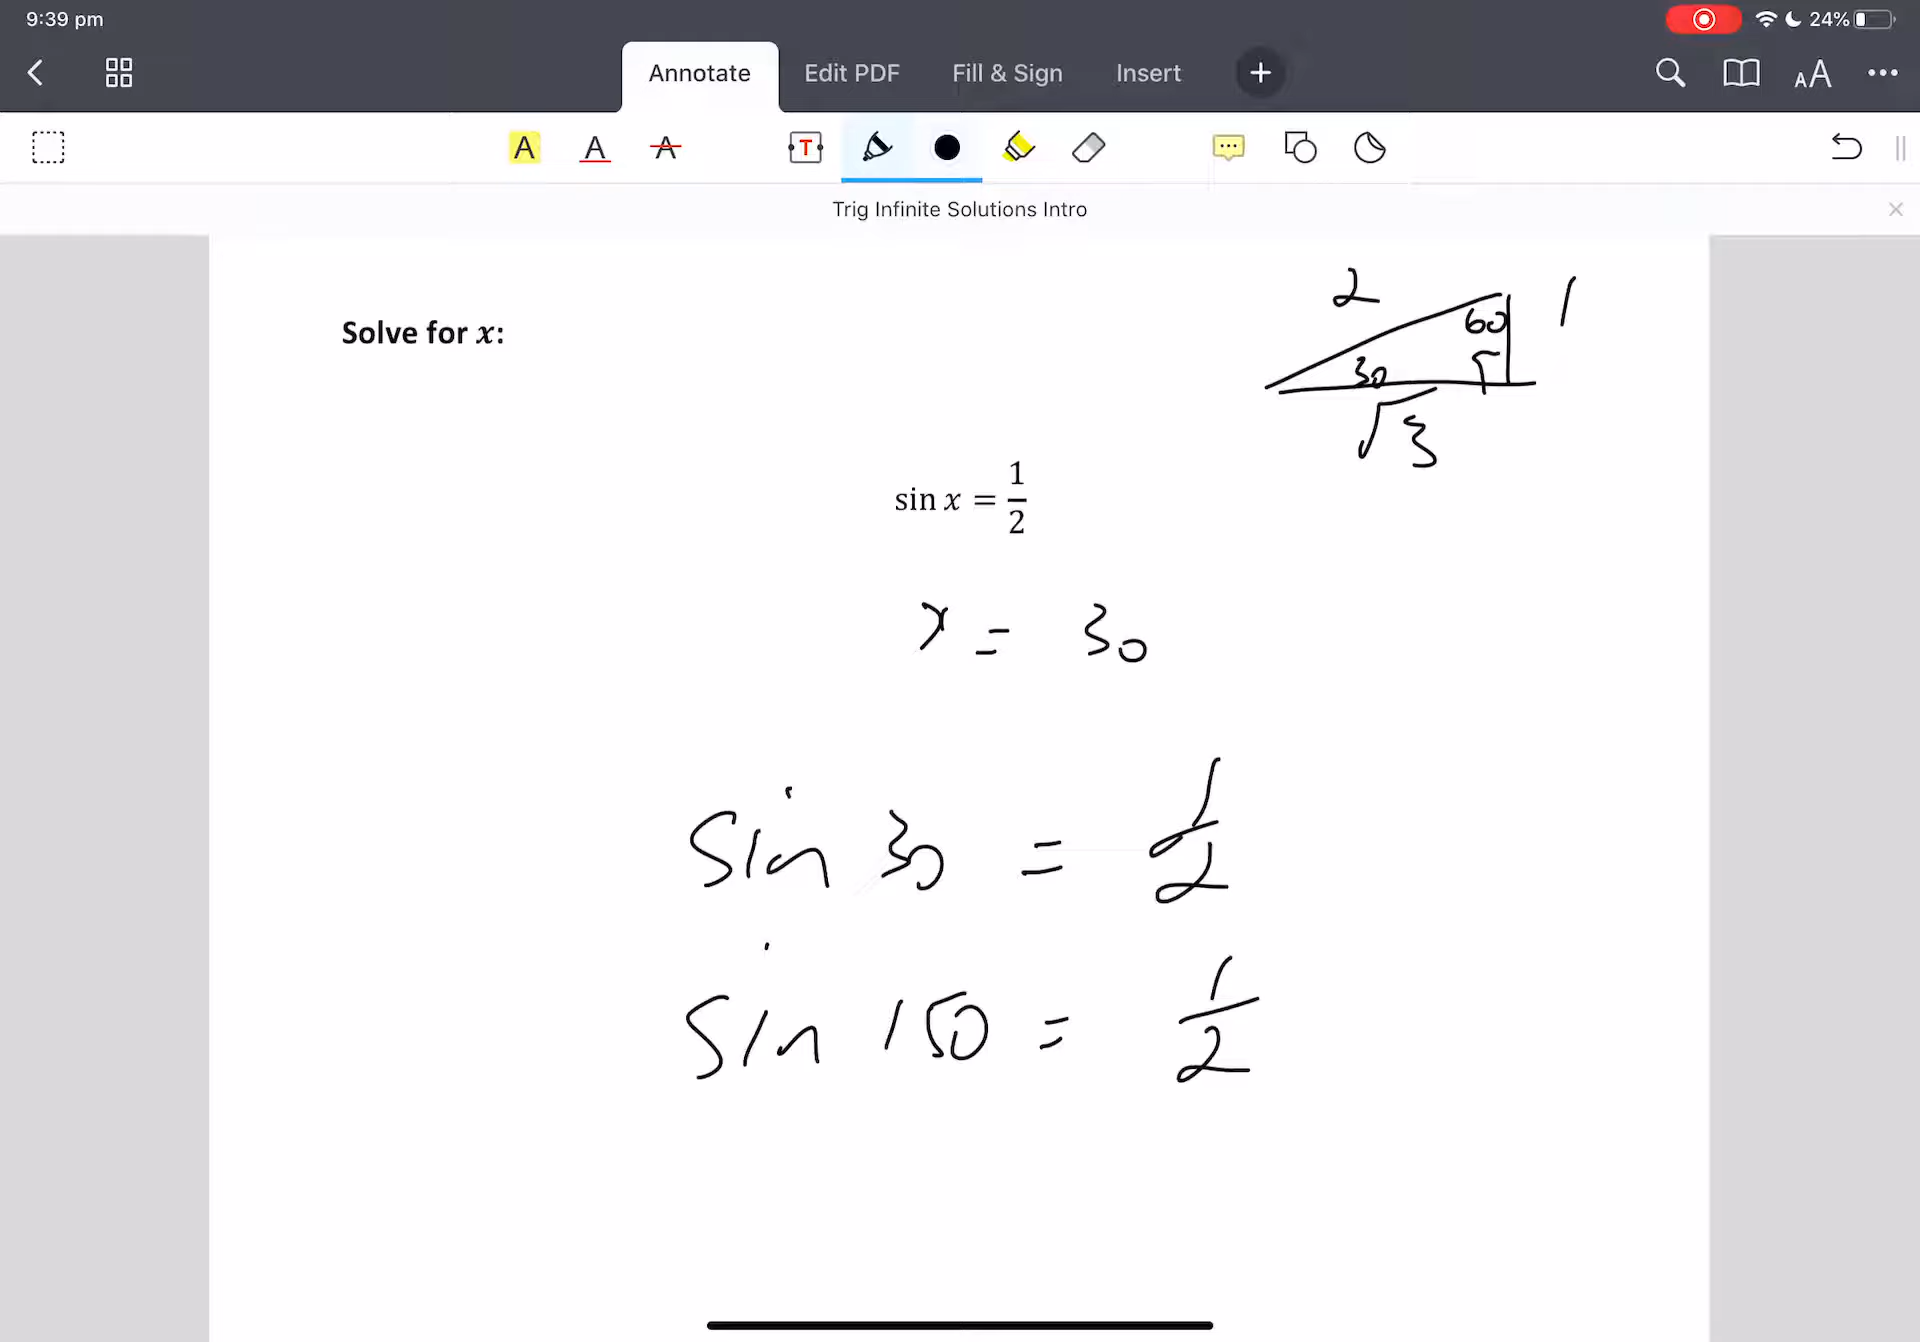 9:39 pm
24%
Annotate
Edit PDF
Fill & Sign
Insert
AA
A
A
A
T
Trig Infinite Solutions Intro
Solve for x:
2
1
60
30
√3
sin x = 1/2
x = 30
Sin 30 = 1/2
Sin 150 = 1/2